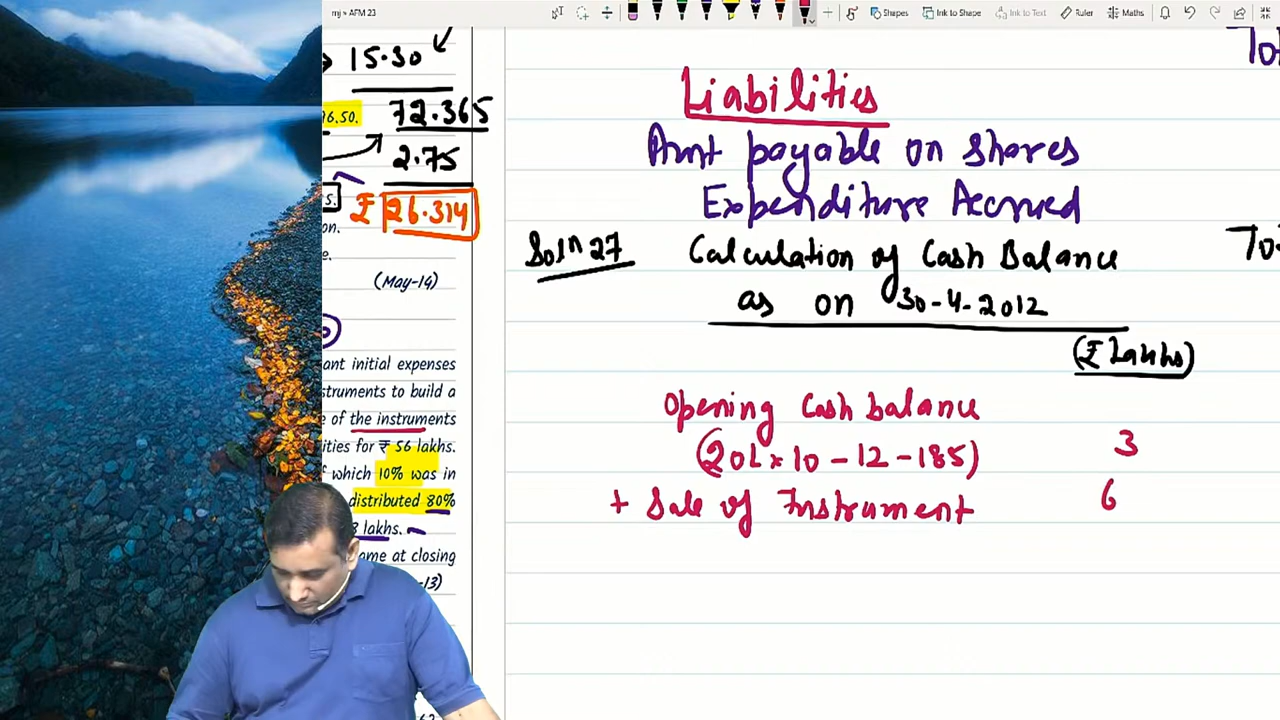 mj × AFM 23
Shapes Ink to Shape Ink to Text Ruler Maths
15.30
96.50. 72.365
2.75
₹ 26.314
on.
e.
(May-14)
ant initial expenses
struments to build a
e of the instruments
ities for ₹ 56 lakhs.
which 10% was in
distributed 80%
3 lakhs.
ame at closing
-13)
Liabilities
Amt payable on shares
Expenditure Accrued
Solⁿ 27 Calculation of Cash Balance
as on 30-4-2012
(₹ Lakhs)
Opening Cash balance
(20L × 10 - 12 - 185) 3
+ Sale of Instrument 6